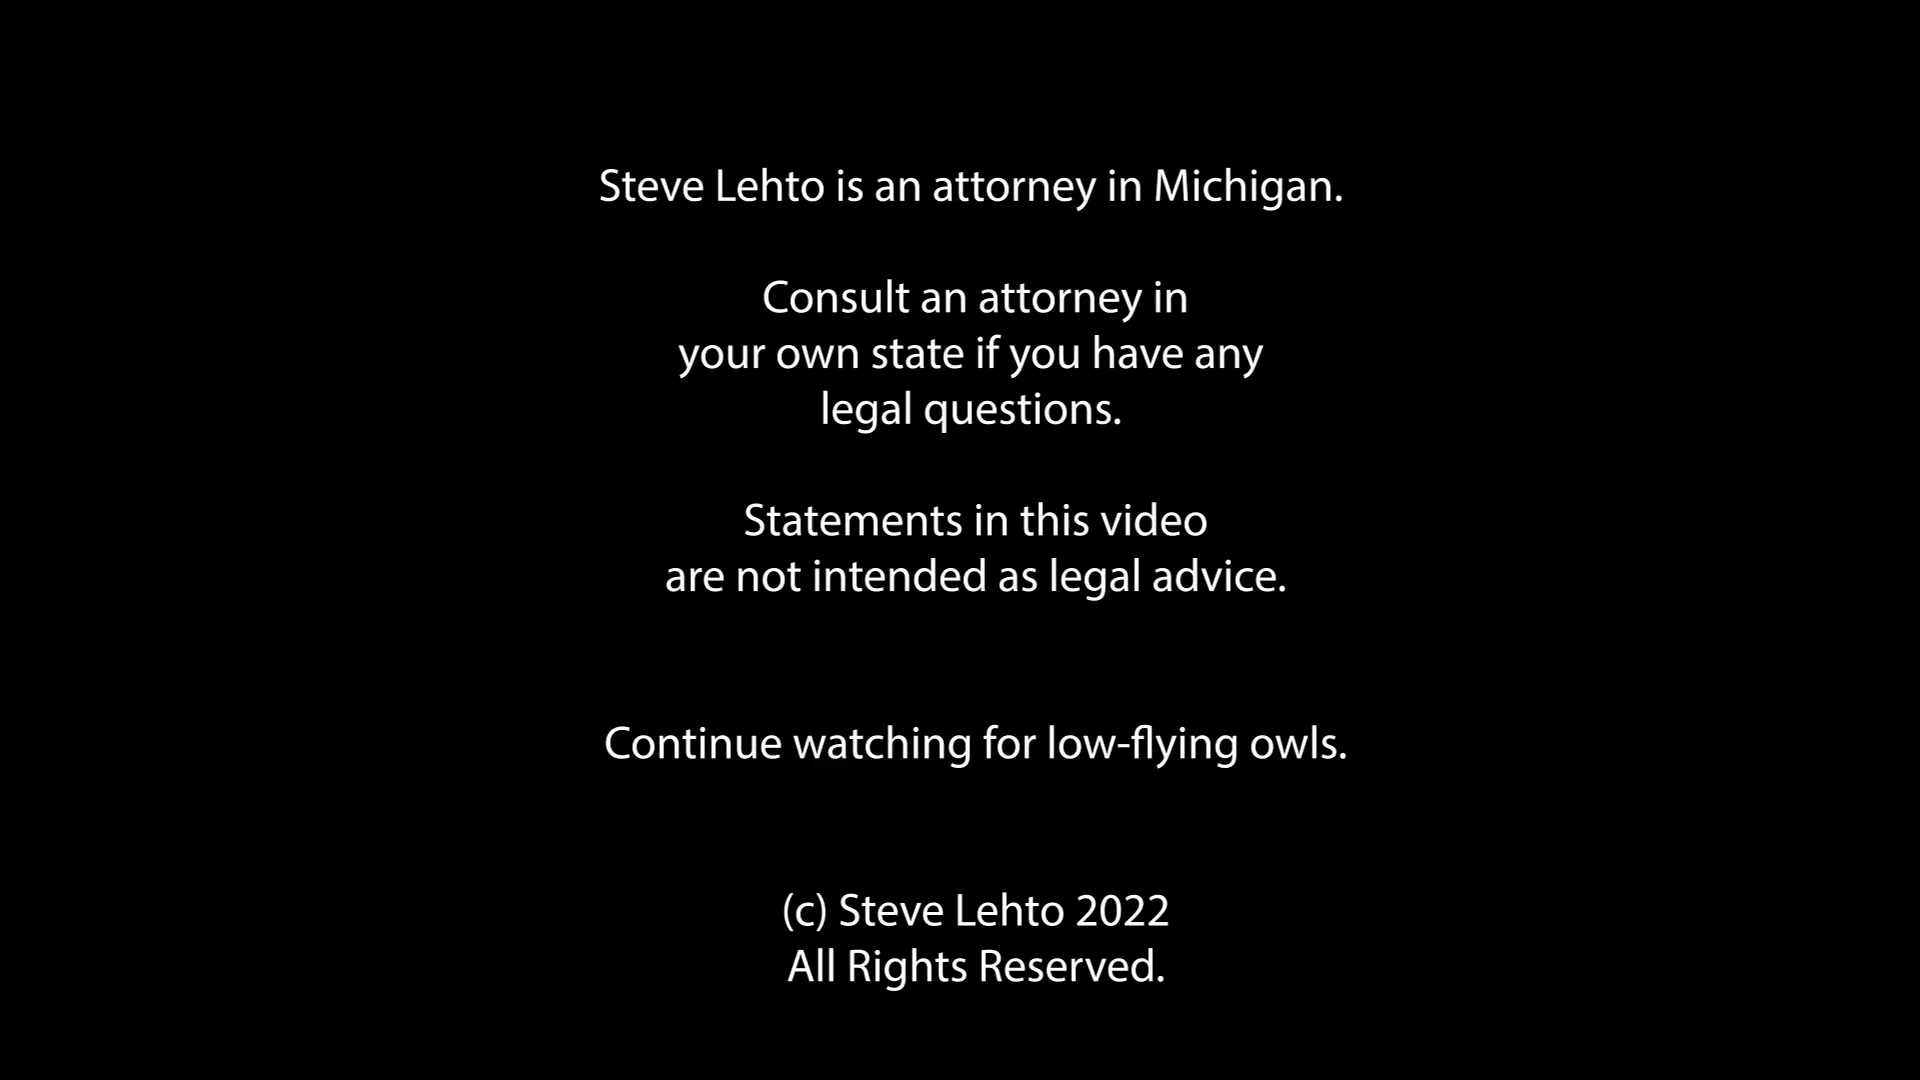 Steve Lehto is an attorney in Michigan.
Consult an attorney in
your own state if you have any
legal questions.
Statements in this video
are not intended as legal advice.
Continue watching for low-flying owls.
(c) Steve Lehto 2022
All Rights Reserved.